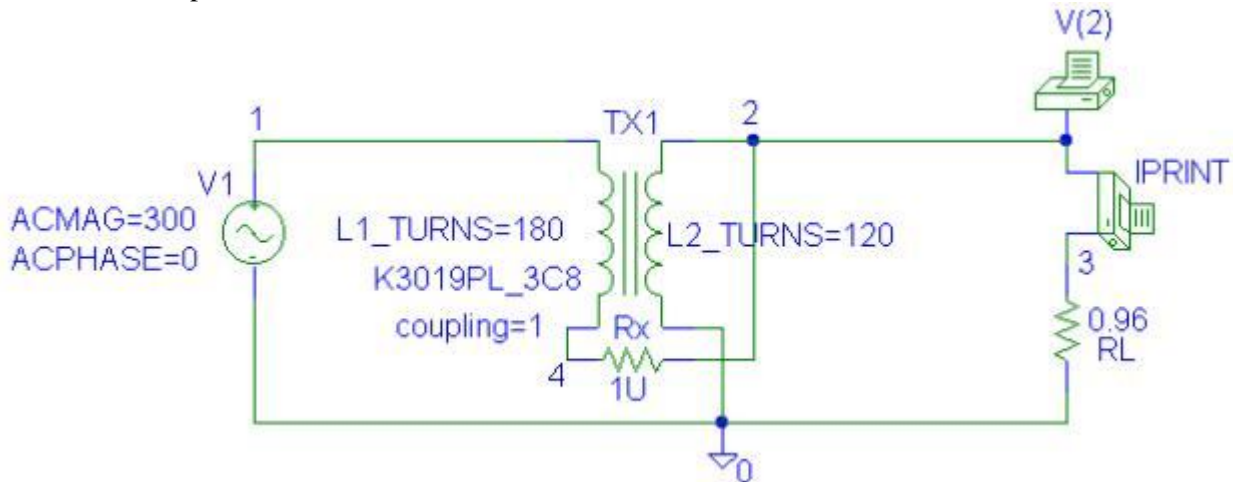 V(2)
1
TX1
2
IPRINT
V1
ACMAG=300
ACPHASE=0
L1_TURNS=180
L2_TURNS=120
K3019PL_3C8
coupling=1
Rx
3
0.96
RL
4
1U
0